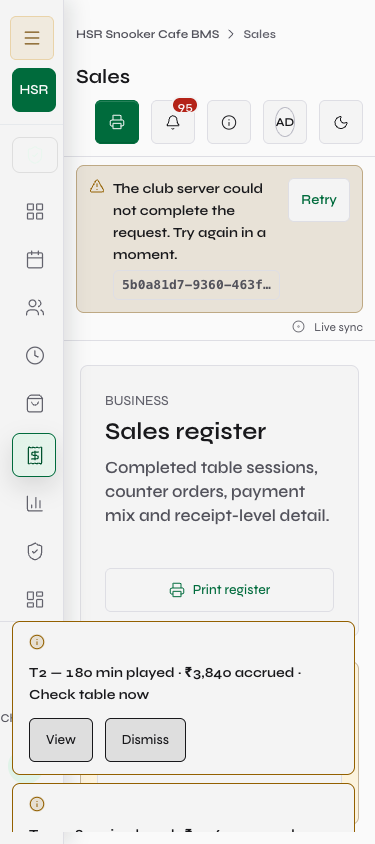 HSR Snooker Cafe BMS > Sales
HSR
Sales
95
AD
The club server could
not complete the
request. Try again in a
moment.
Retry
5b0a81d7-9360-463f…
Live sync
BUSINESS
Sales register
Completed table sessions,
counter orders, payment
mix and receipt-level detail.
Print register
T2 — 180 min played · ₹3,840 accrued ·
Check table now
View
Dismiss